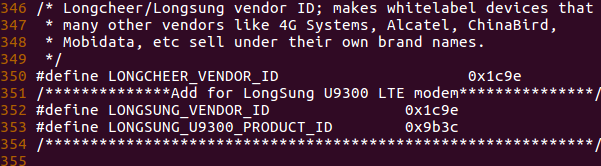 346 /* Longcheer/Longsung vendor ID; makes whitelabel devices that
347  * many other vendors like 4G Systems, Alcatel, ChinaBird,
348  * Mobidata, etc sell under their own brand names.
349  */
350 #define LONGCHEER_VENDOR_ID 0x1c9e
351 /*************Add for LongSung U9300 LTE modem**************/
352 #define LONGSUNG_VENDOR_ID 0x1c9e
353 #define LONGSUNG_U9300_PRODUCT_ID 0x9b3c
354 /***********************************************************/
355